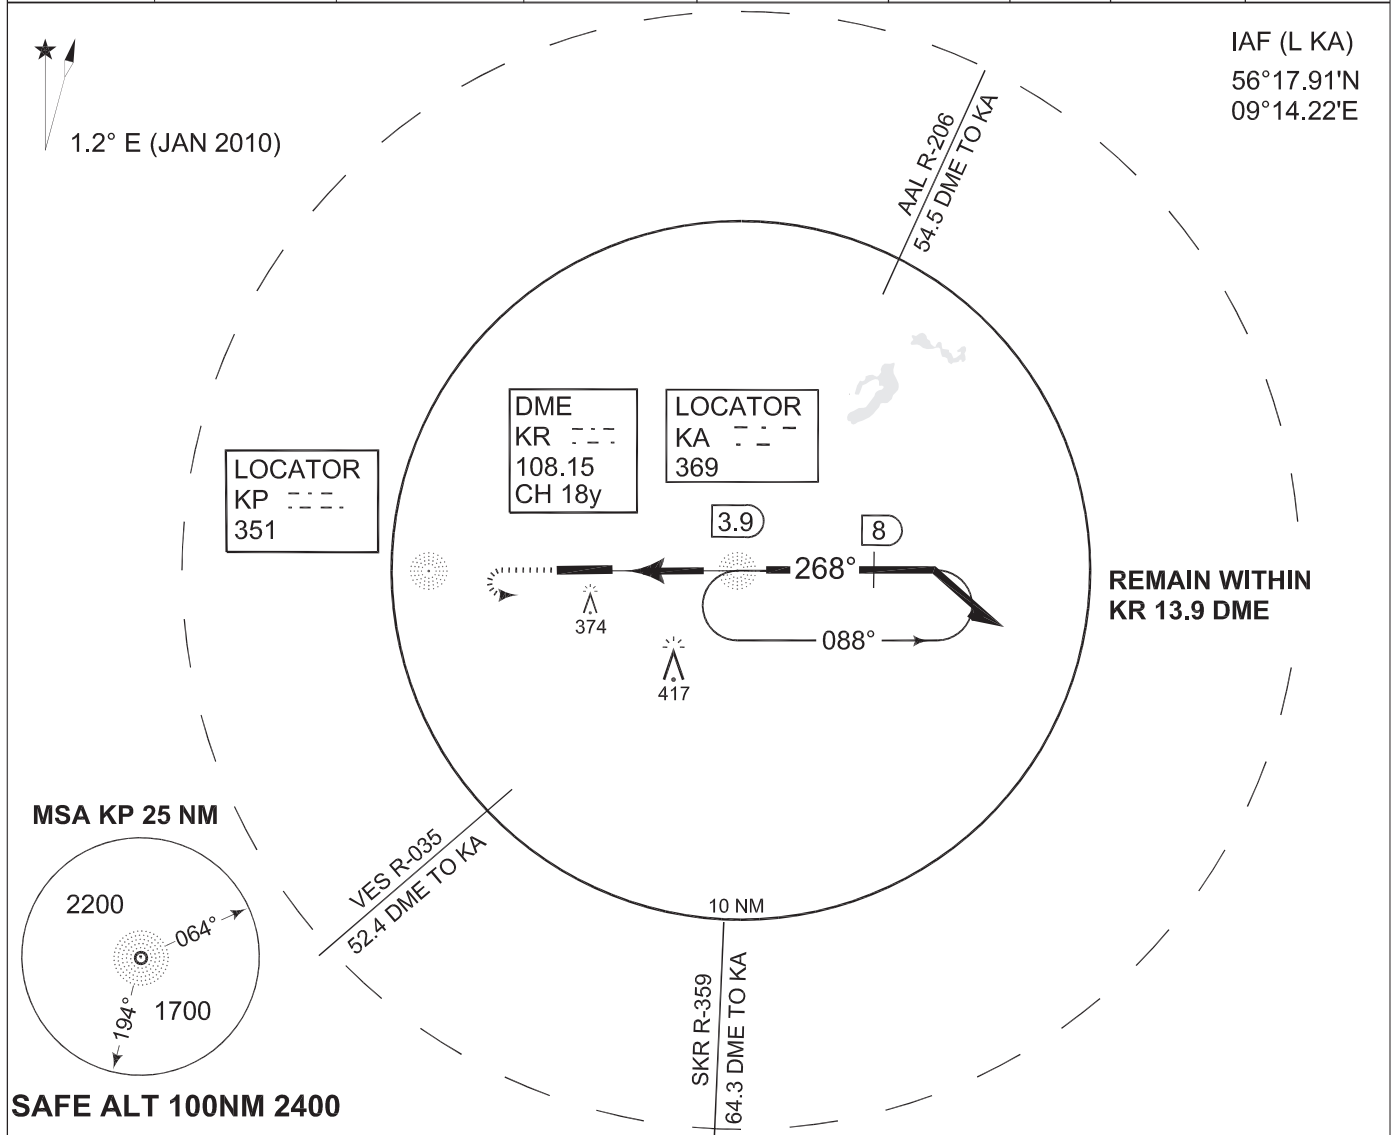 IAF (L KA)
56°17.91'N
09°14.22'E
1.2° E (JAN 2010)
AAL R-206
54.5 DME TO KA
DME
KR
108.15
CH 18y
LOCATOR
KA
369
LOCATOR
KP
351
3.9
8
268°
088°
374
417
REMAIN WITHIN
KR 13.9 DME
MSA KP 25 NM
2200
064°
194°
1700
VES R-035
52.4 DME TO KA
10 NM
SKR R-359
64.3 DME TO KA
SAFE ALT 100NM 2400